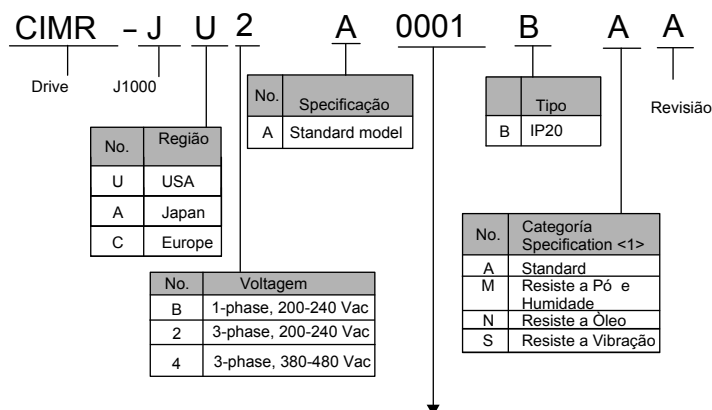 CIMR - J U 2 A 0001 B A A
Drive J1000
Revisião
No. Região
U USA
A Japan
C Europe
No. Specificação
A Standard model
Tipo
B IP20
No. Voltagem
B 1-phase, 200-240 Vac
2 3-phase, 200-240 Vac
4 3-phase, 380-480 Vac
No. Categoría
Specification <1>
A Standard
M Resiste a Pó e
Humidade
N Resiste a Òleo
S Resiste a Vibração